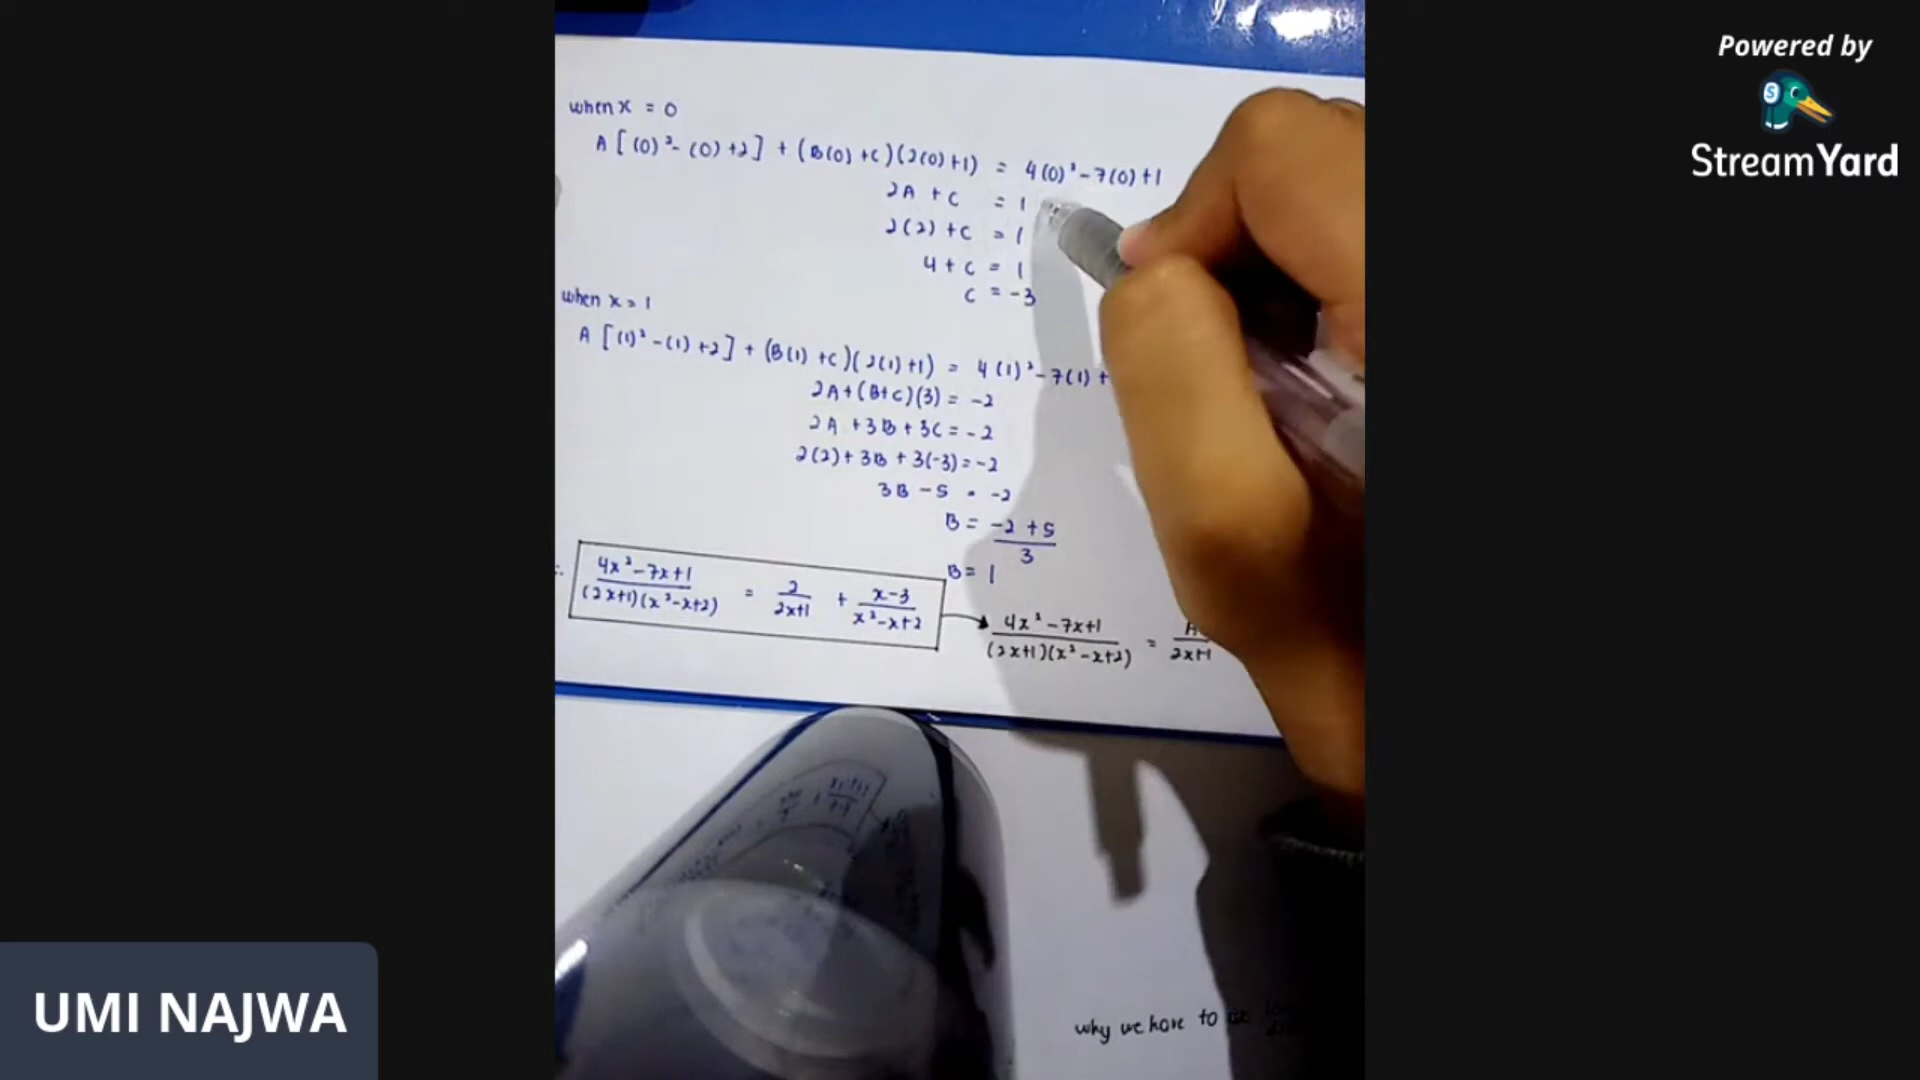 Powered by
StreamYard
when x = 0
A [ (0)² - (0) +2] + (B(0) +C)(2(0)+1) = 4(0)² - 7(0) +1
2A + C = 1
2(2) + C = 1
4 + C = 1
C = -3
when x = 1
A [(1)² - (1) +2] + (B(1) +C)(2(1)+1) = 4(1)² - 7(1) +
2A+(B+C)(3) = -2
2A +3B + 3C = -2
2(2)+ 3B + 3(-3) = -2
3B - 5 = -2
B = -2 + 5
3
B = 1
∴ 4x² - 7x+1 / (2x+1)(x² - x+2) = 2 / 2x+1 + x-3 / x² - x+2
4x² - 7x+1 / (2x+1)(x² - x+2) = A / 2x+1
why we have to
UMI NAJWA